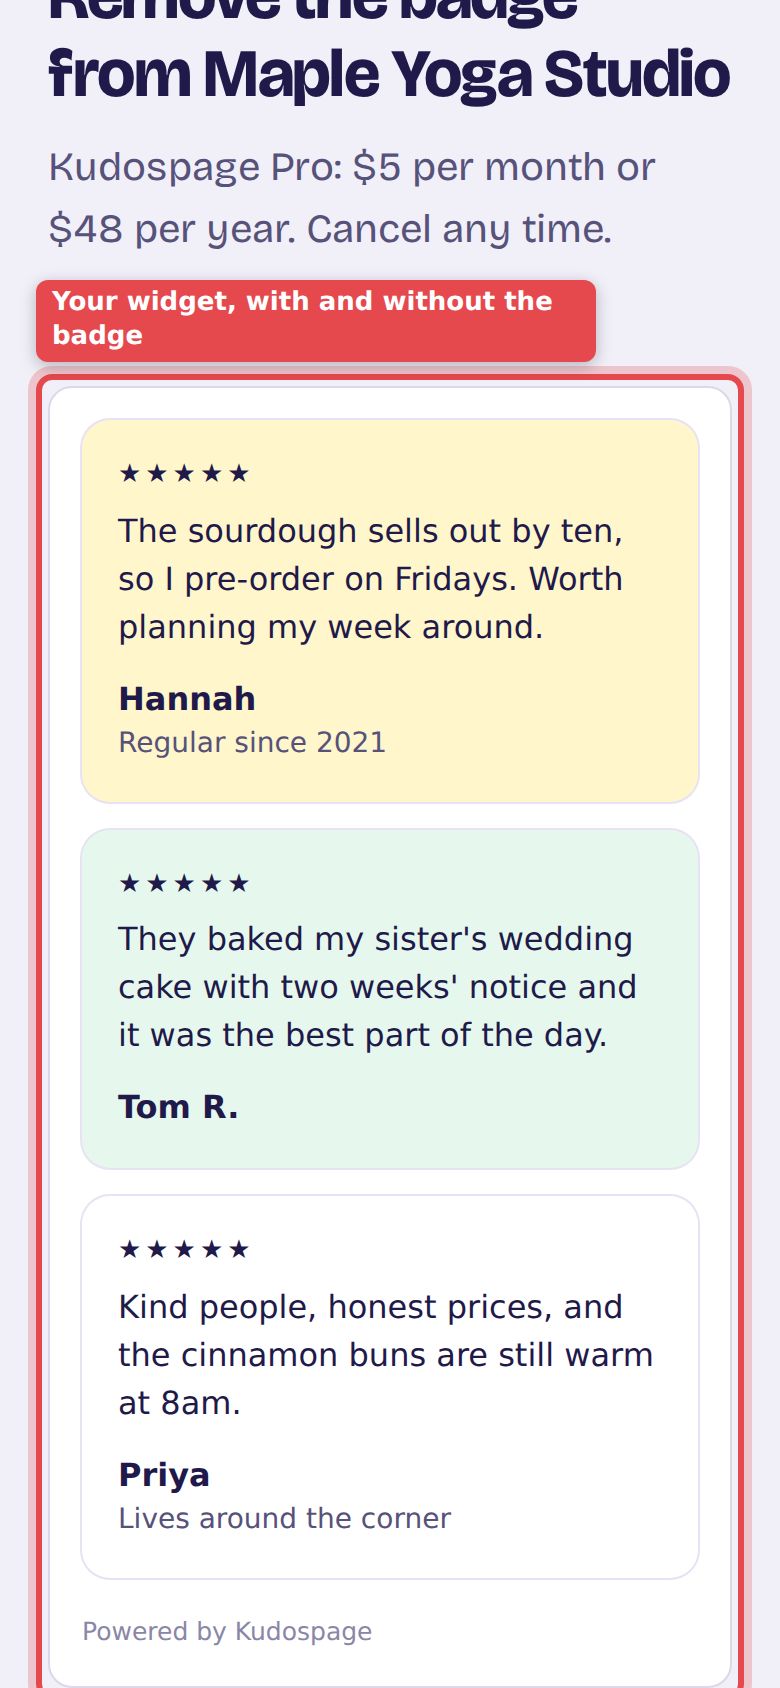 Remove the badge
from Maple Yoga Studio
Kudospage Pro: $5 per month or
$48 per year. Cancel any time.
Your widget, with and without the
badge
★★★★★
The sourdough sells out by ten,
so I pre-order on Fridays. Worth
planning my week around.
Hannah
Regular since 2021
★★★★★
They baked my sister's wedding
cake with two weeks' notice and
it was the best part of the day.
Tom R.
★★★★★
Kind people, honest prices, and
the cinnamon buns are still warm
at 8am.
Priya
Lives around the corner
Powered by Kudospage